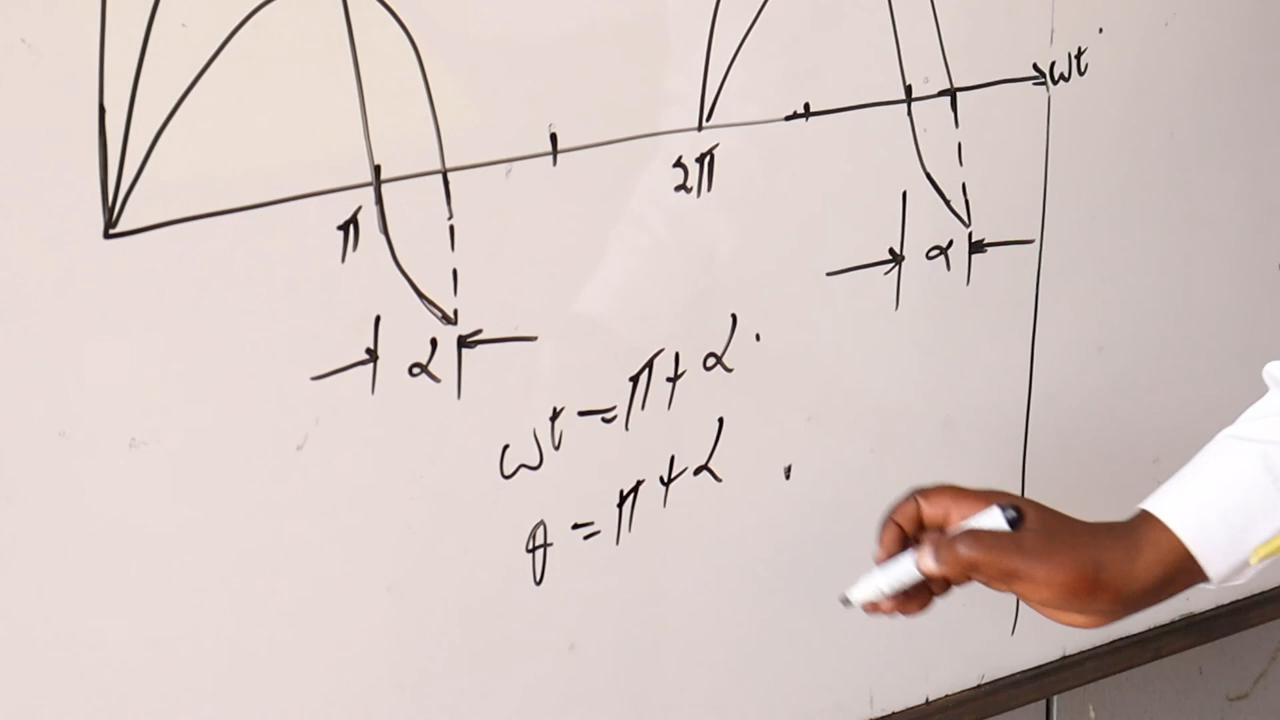 ωt
2π
π
α
α
ωt = π + α
θ = π + α